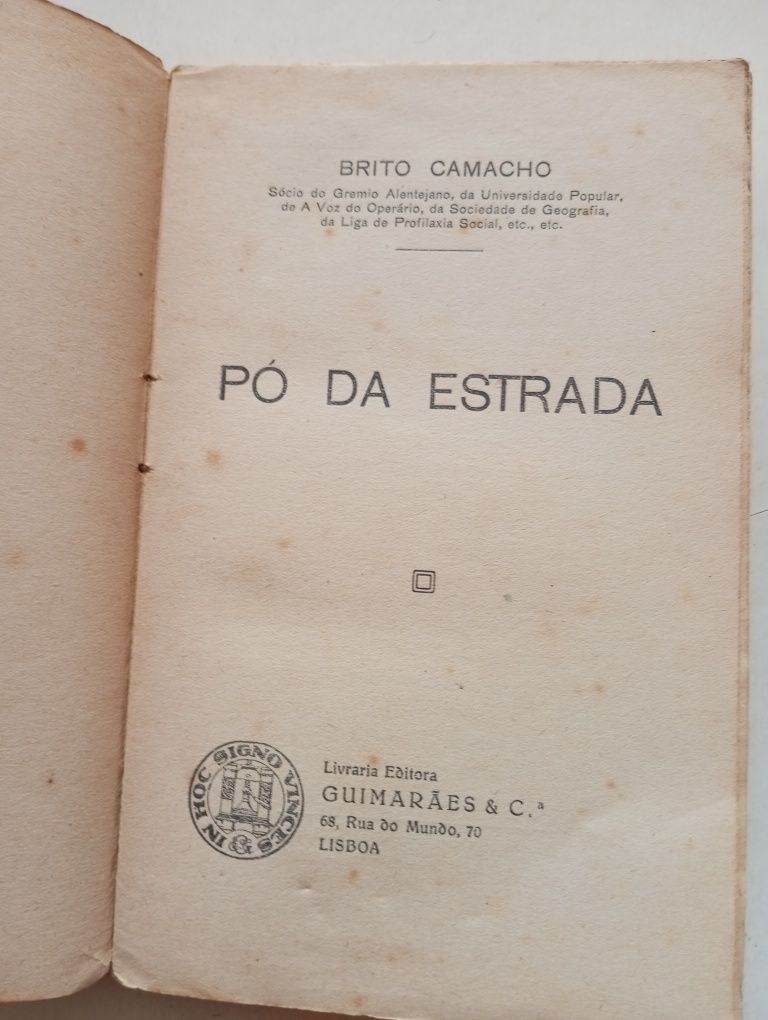 BRITO CAMACHO
Sócio do Gremio Alentejano, da Universidade Popular,
de A Voz do Operário, da Sociedade de Geografia,
da Liga de Profilaxia Social, etc., etc.
PÓ DA ESTRADA
IN HOC SIGNO VINCES
Livraria Editora
GUIMARÃES & C.ª
68, Rua do Mundo, 70
LISBOA